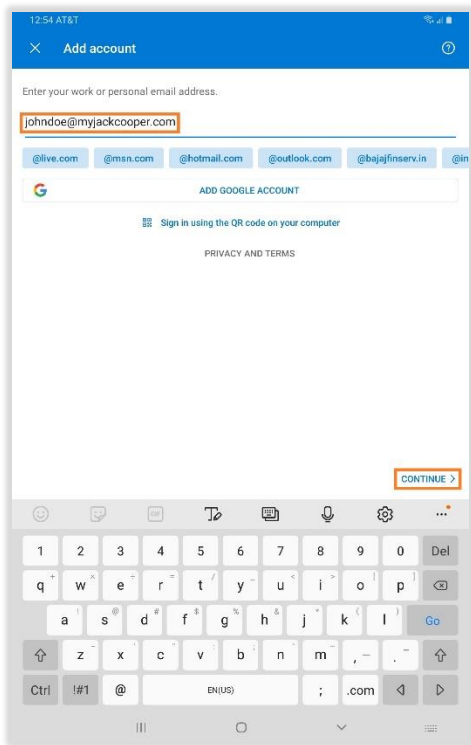 12:54 AT&T
Add account
Enter your work or personal email address.
johndoe@myjackcooper.com
@live.com @msn.com @hotmail.com @outlook.com @bajajfinserv.in @in
G ADD GOOGLE ACCOUNT
Sign in using the QR code on your computer
PRIVACY AND TERMS
CONTINUE >
GIF T ...
1 2 3 4 5 6 7 8 9 0 Del
q w e r t y u i o p
a s d f g h j k l Go
z x c v b n m , .
Ctrl !#1 @ EN(US) ; .com